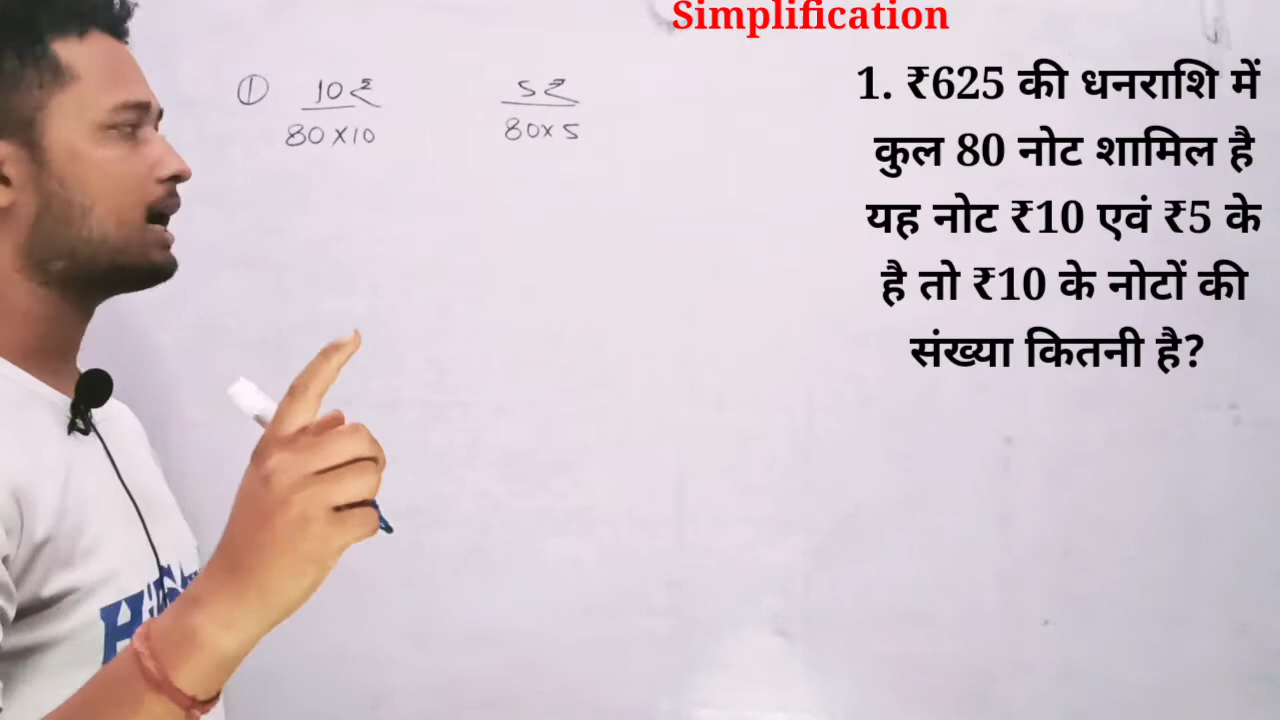 Simplification
1. ₹625 की धनराशि में
कुल 80 नोट शामिल है
यह नोट ₹10 एवं ₹5 के
है तो ₹10 के नोटों की
संख्या कितनी है?
① 10₹ 5₹
80×10 80×5